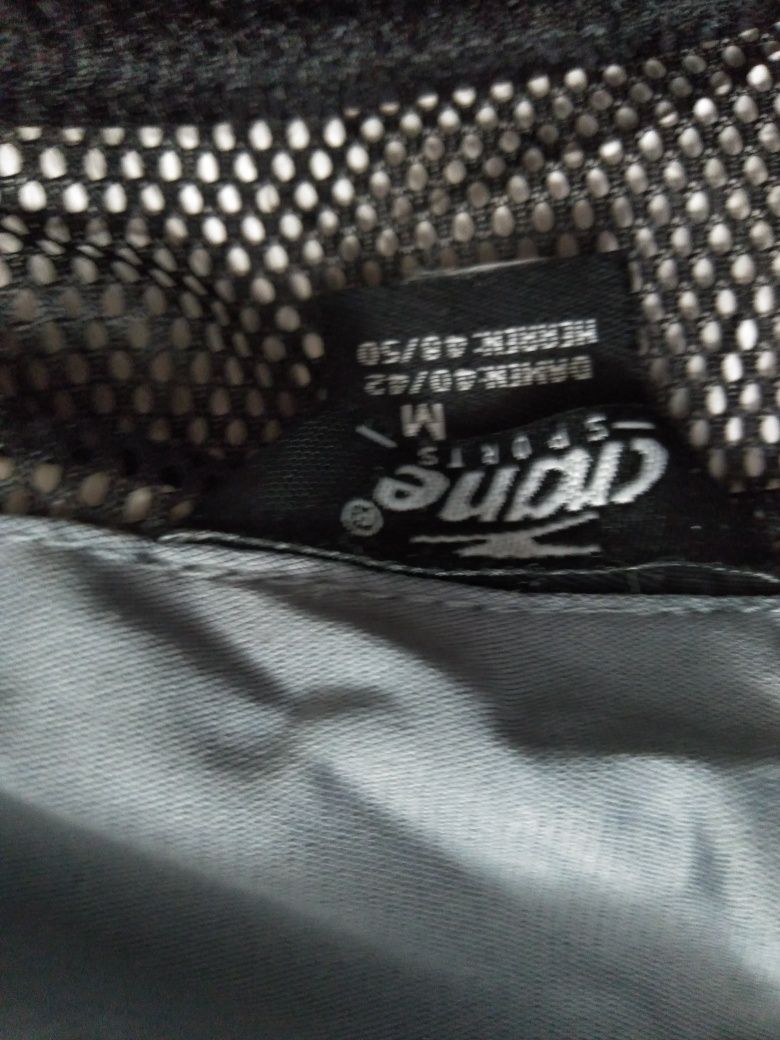 crane®
SPORTS
M
DAMEN: 40/42
HERREN: 48/50